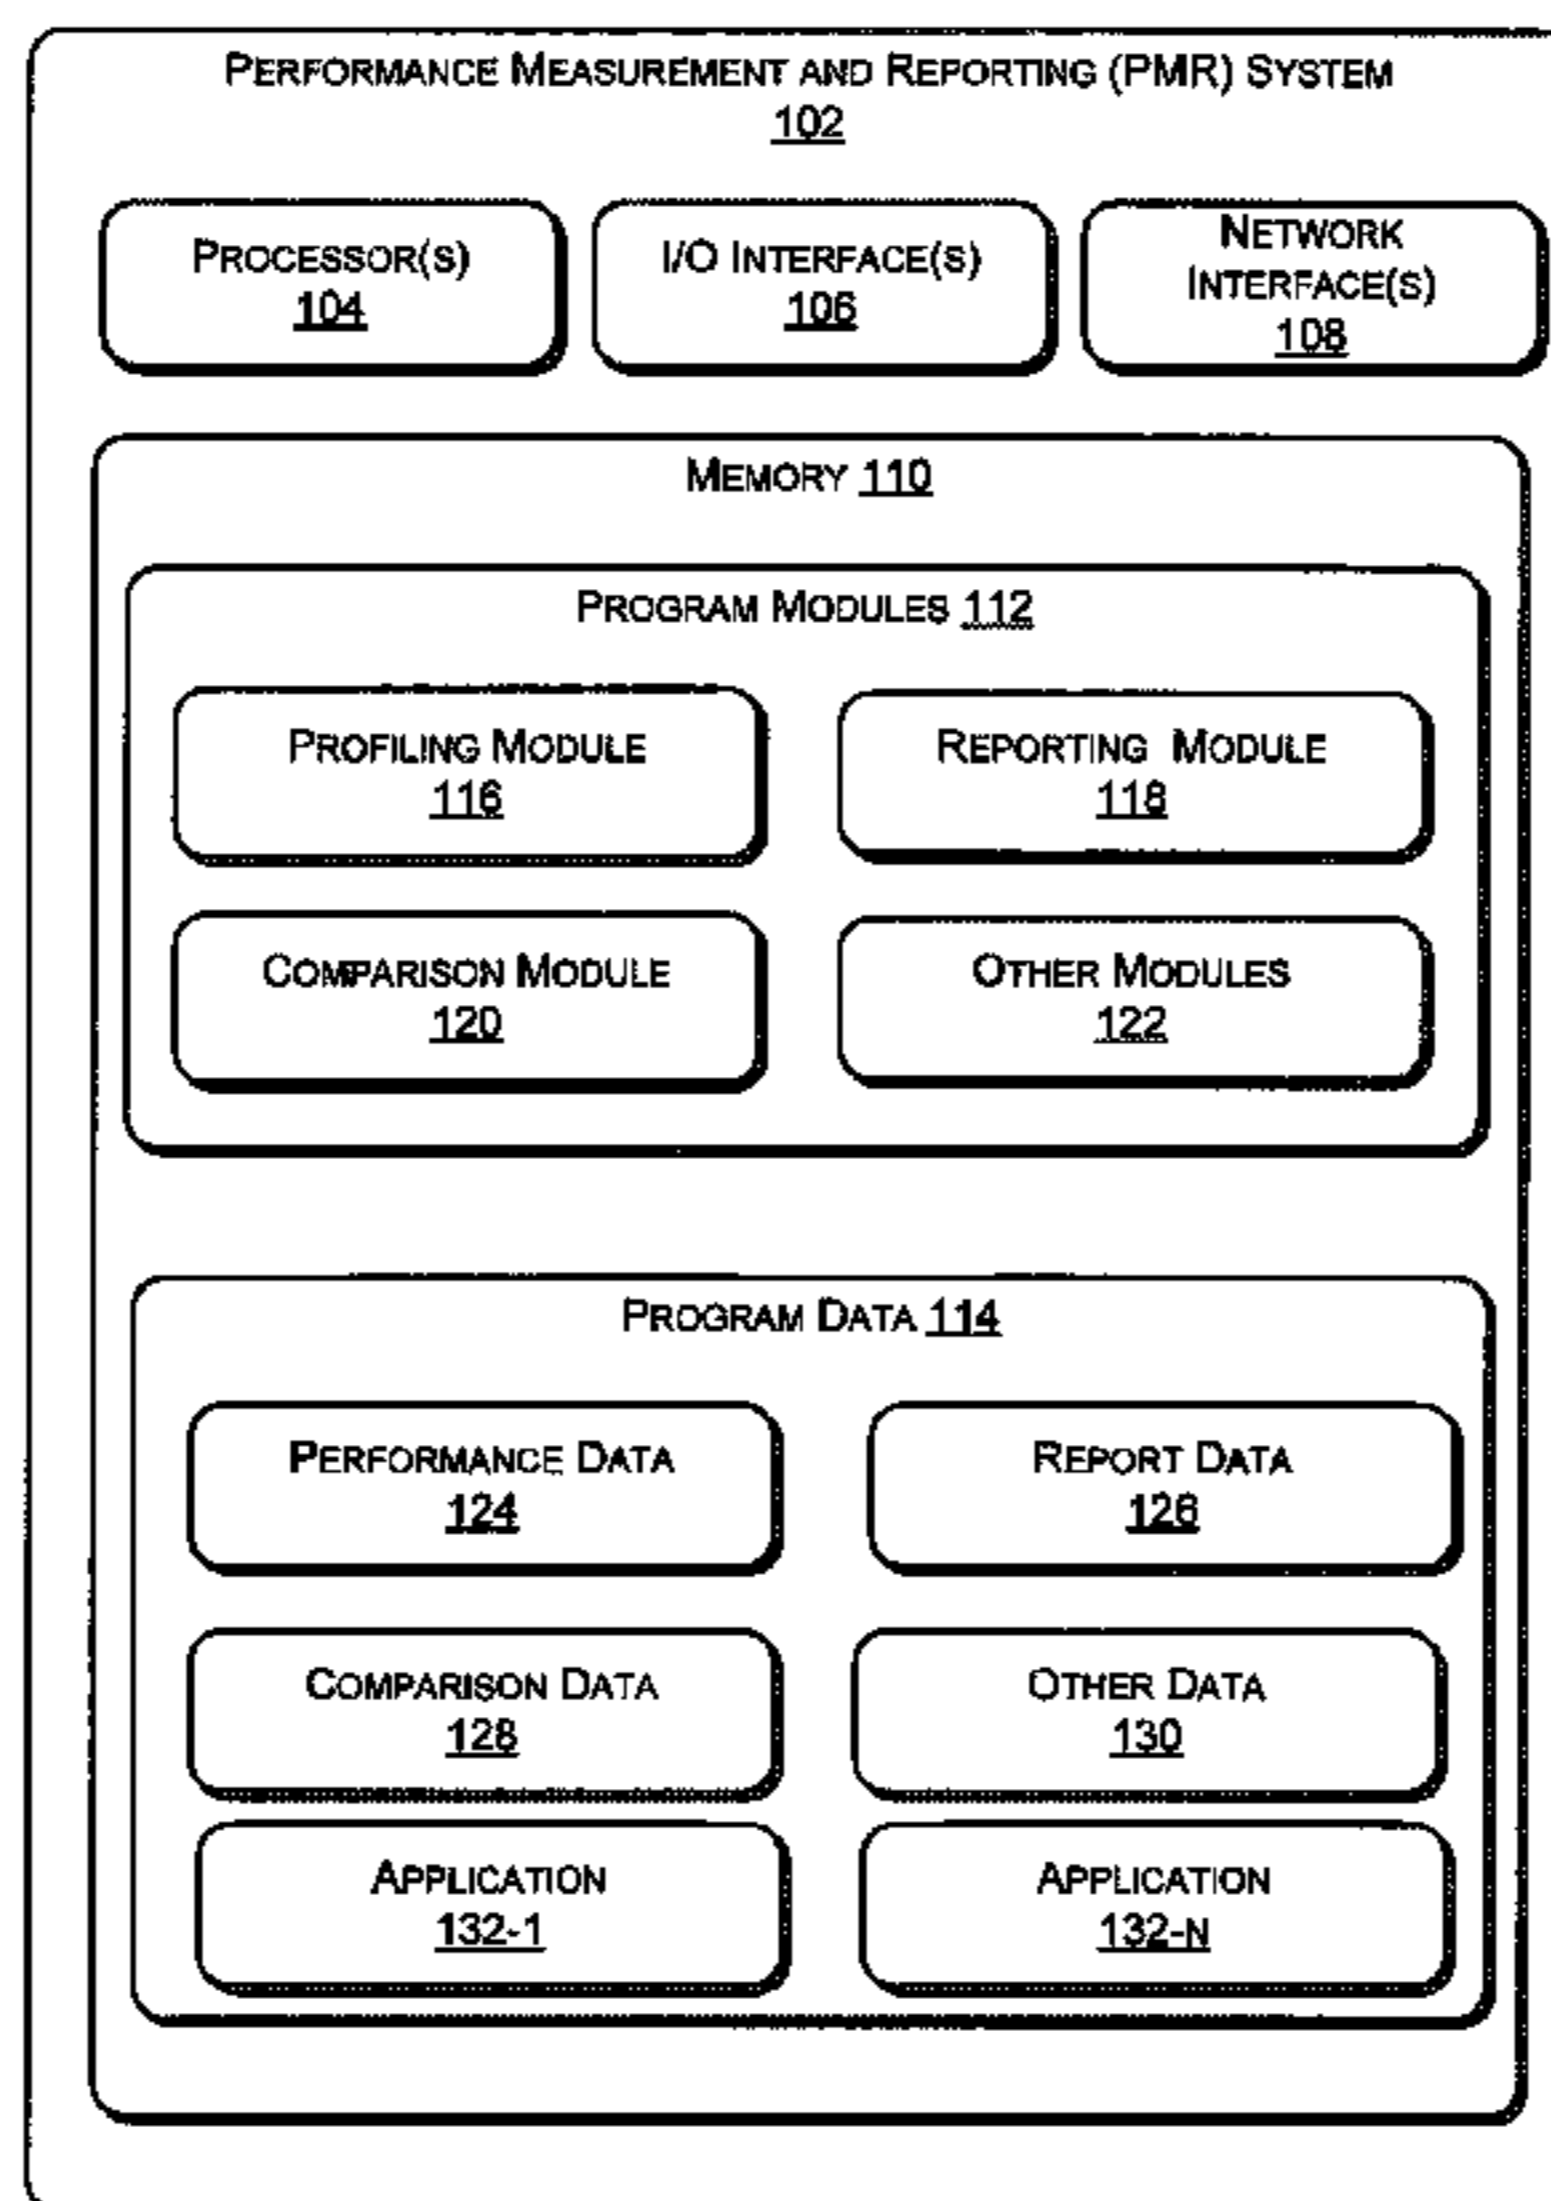 PERFORMANCE MEASUREMENT AND REPORTING (PMR) SYSTEM
102
PROCESSOR(S)
104
I/O INTERFACE(S)
106
NETWORK
INTERFACE(S)
108
MEMORY 110
PROGRAM MODULES 112
PROFILING MODULE
116
REPORTING MODULE
118
COMPARISON MODULE
120
OTHER MODULES
122
PROGRAM DATA 114
PERFORMANCE DATA
124
REPORT DATA
126
COMPARISON DATA
128
OTHER DATA
130
APPLICATION
132-1
APPLICATION
132-N